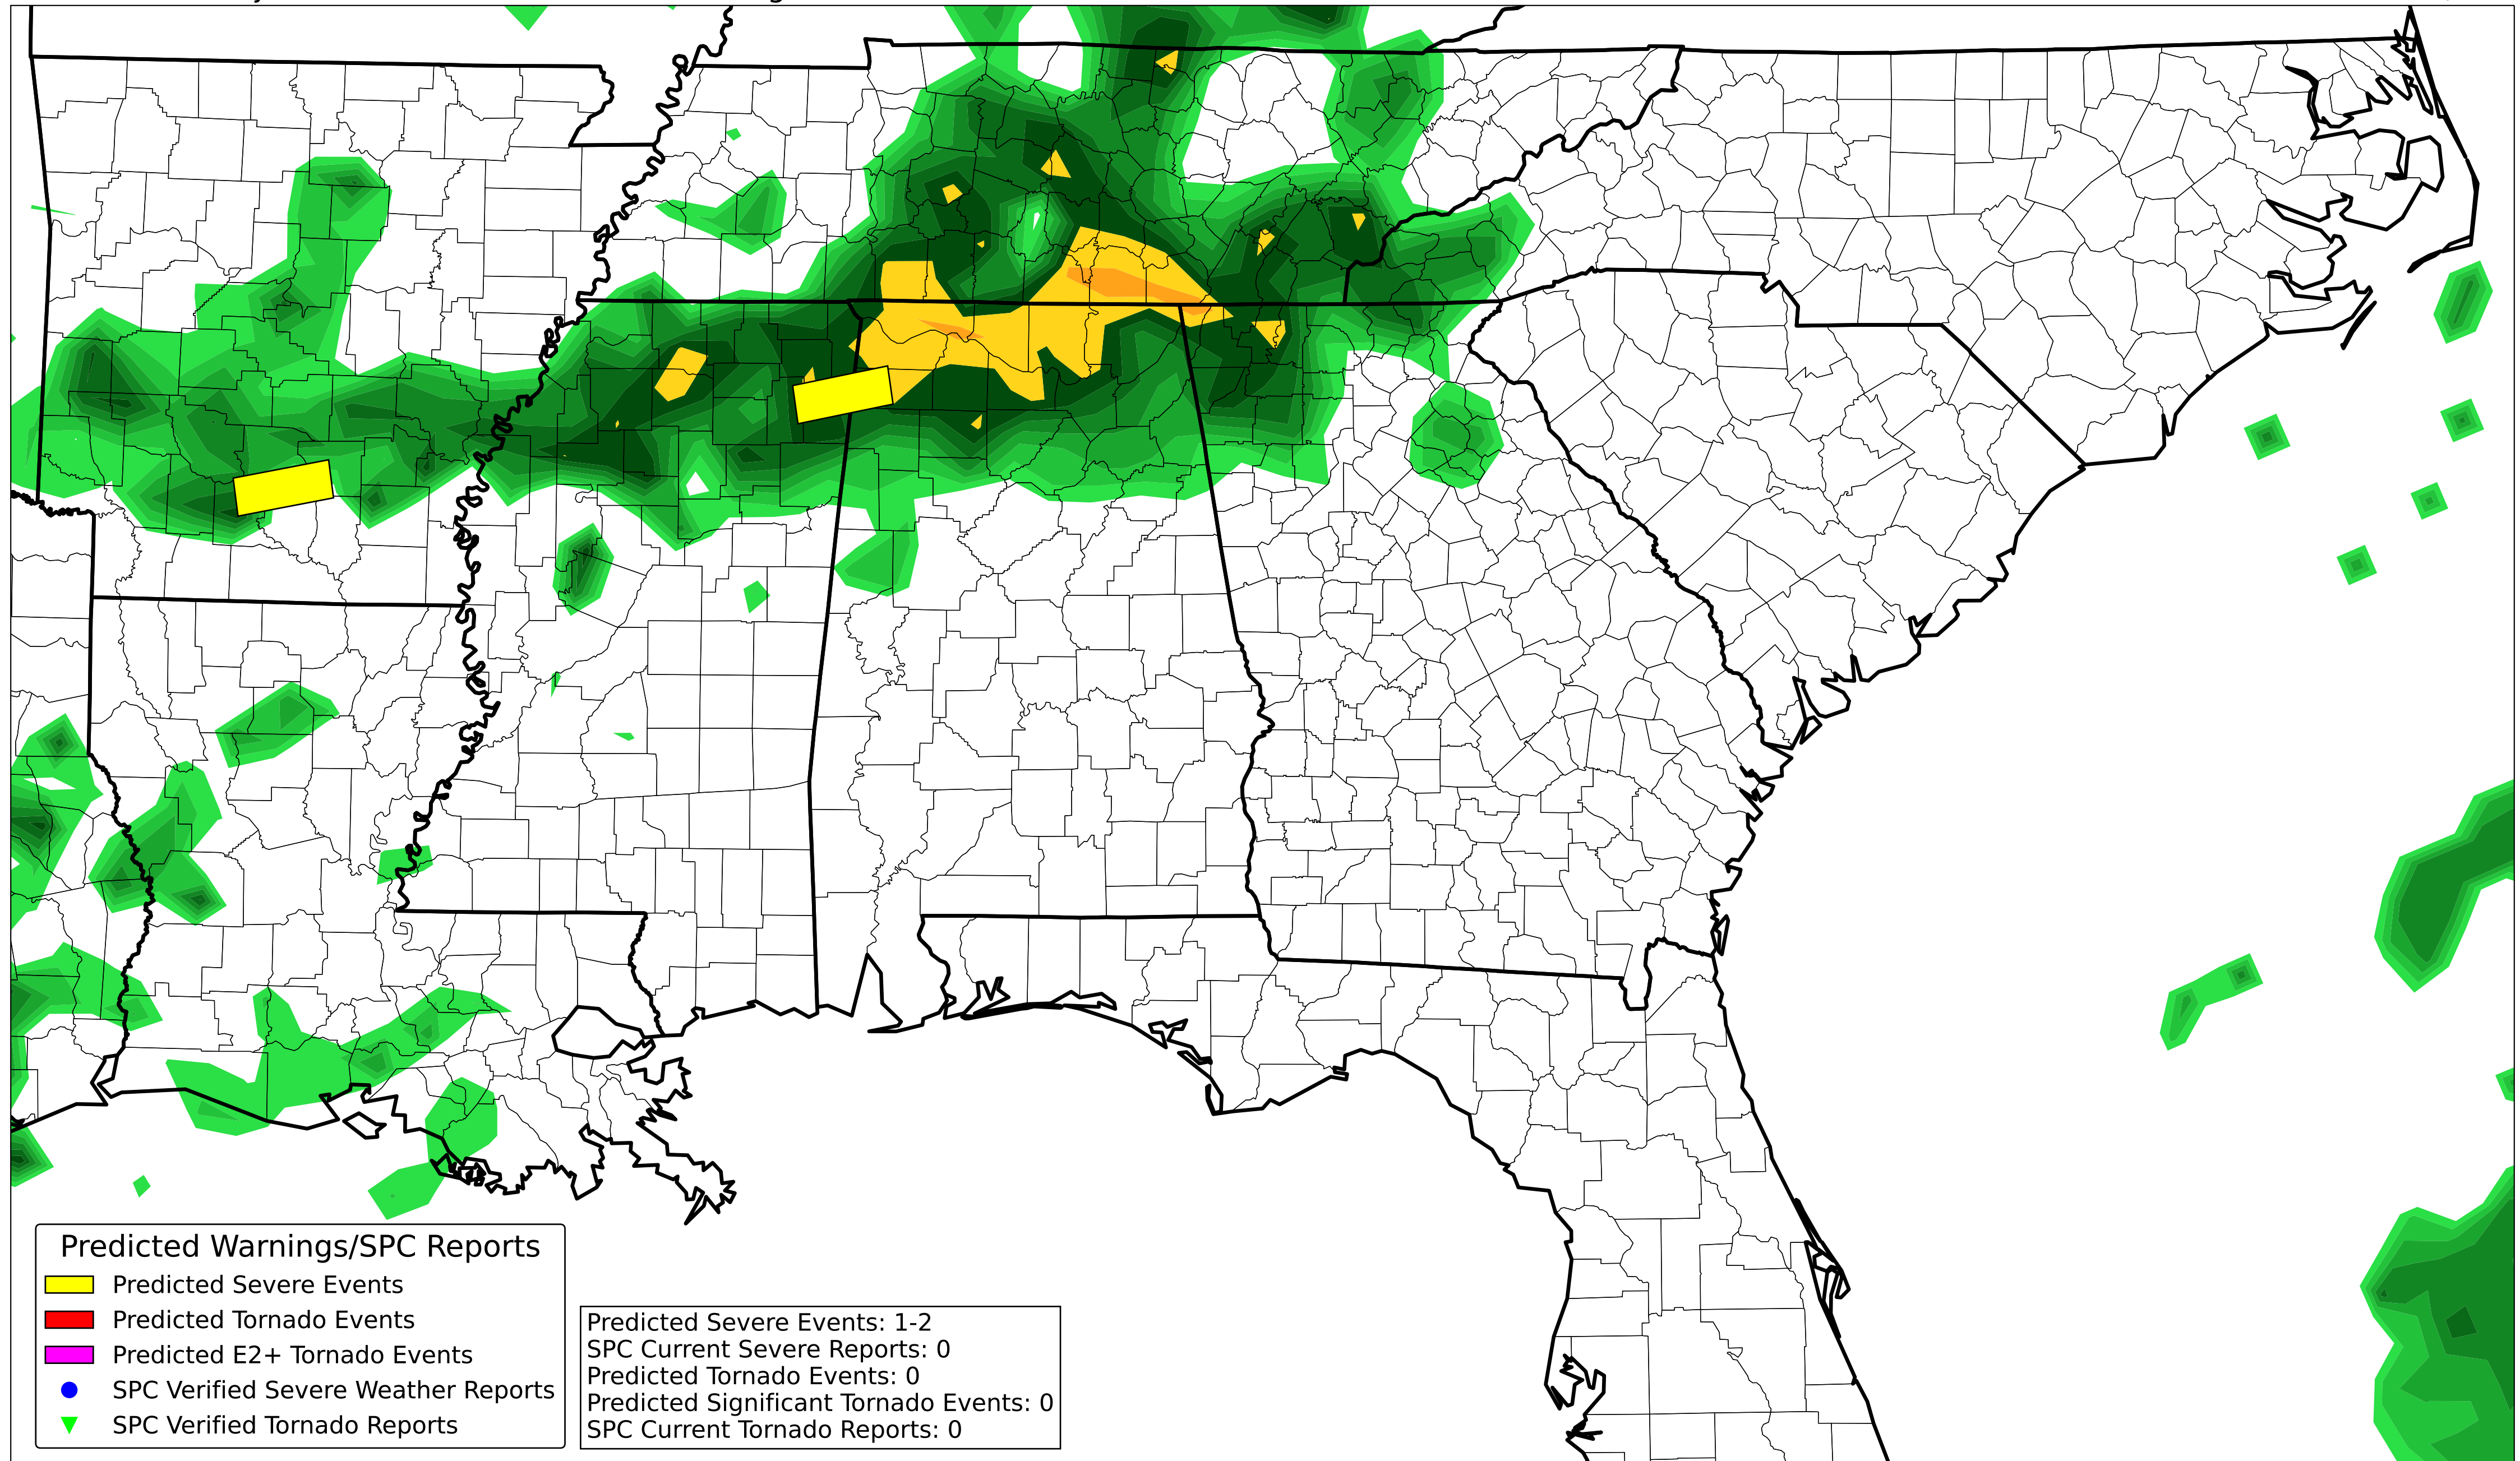 Predicted Warnings/SPC Reports
Predicted Severe Events
Predicted Tornado Events
Predicted E2+ Tornado Events
SPC Verified Severe Weather Reports
SPC Verified Tornado Reports
Predicted Severe Events: 1-2
SPC Current Severe Reports: 0
Predicted Tornado Events: 0
Predicted Significant Tornado Events: 0
SPC Current Tornado Reports: 0